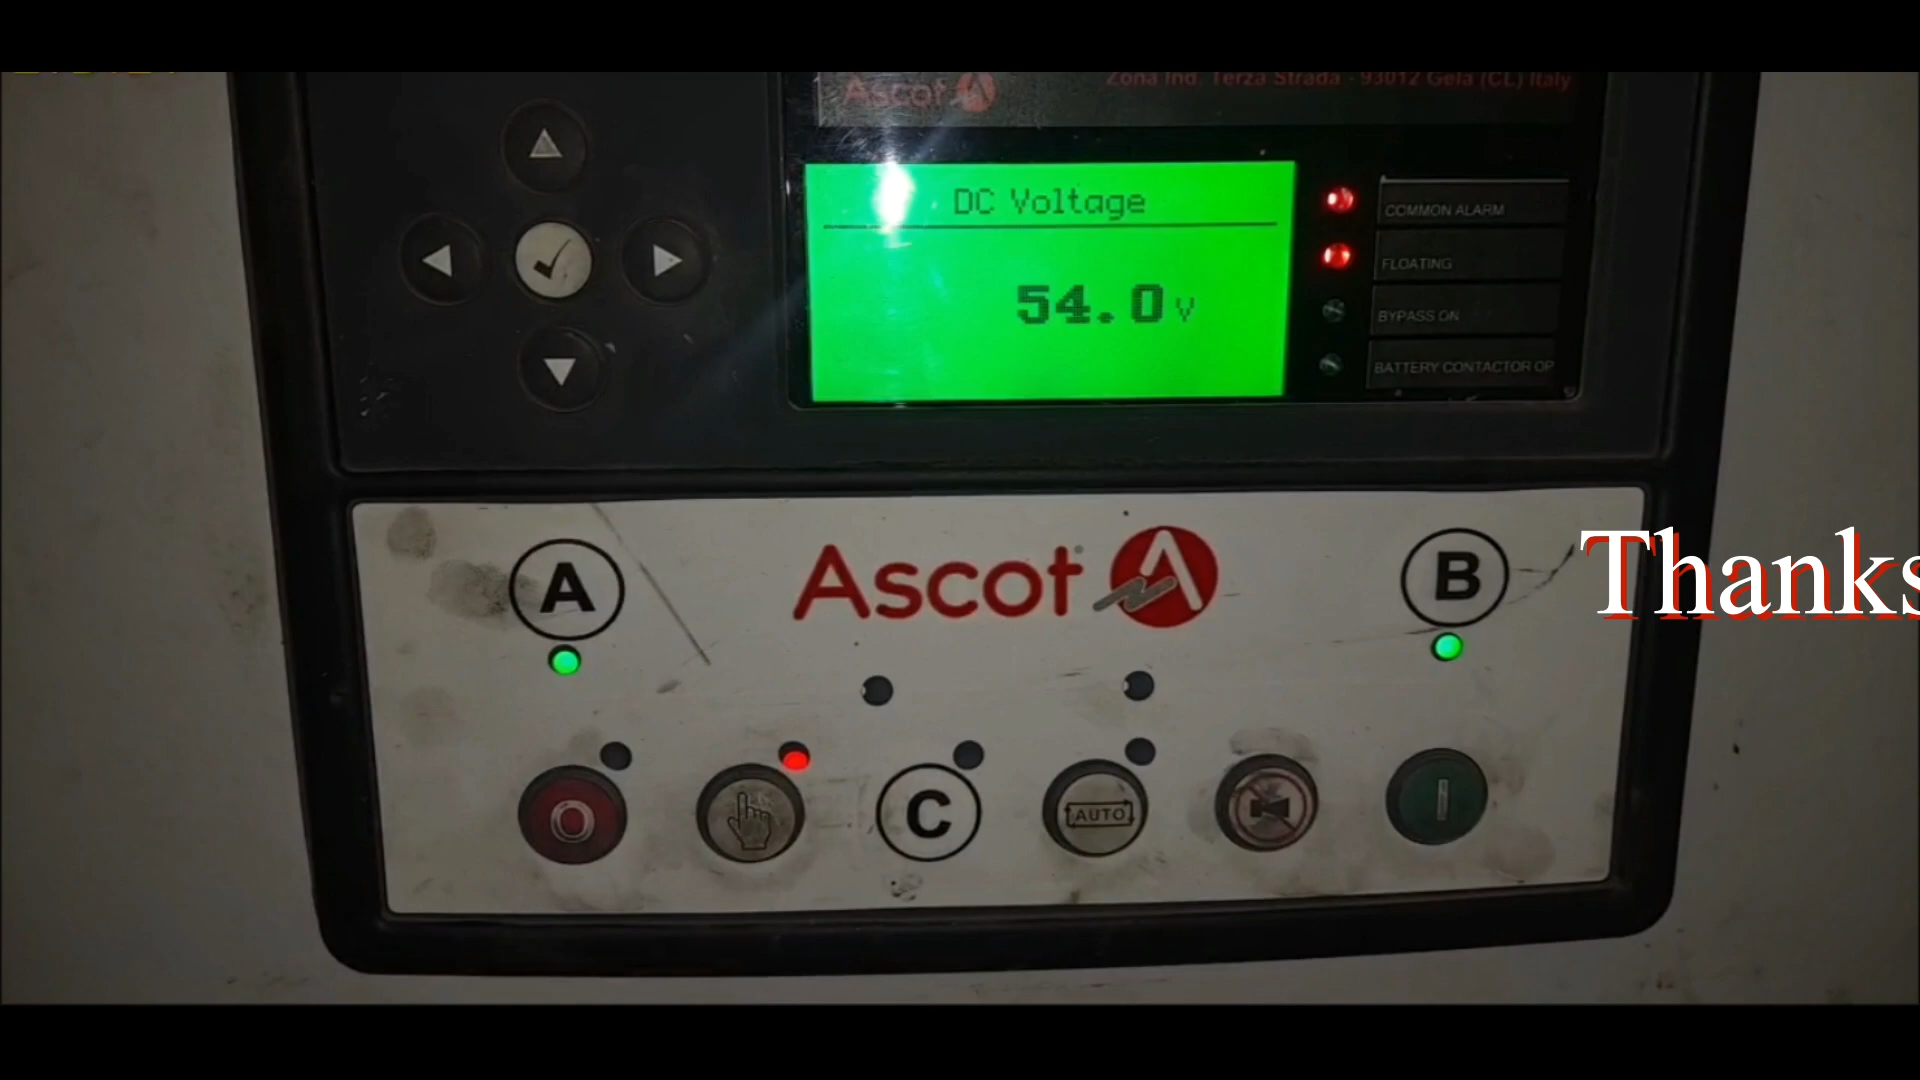 Ascot
Zona Ind. Terza Strada - 93012 Gela (CL) Italy
DC Voltage
54.0 V
COMMON ALARM
FLOATING
BYPASS ON
BATTERY CONTACTOR OP
A
Ascot
B
Thanks
O
C
AUTO
I